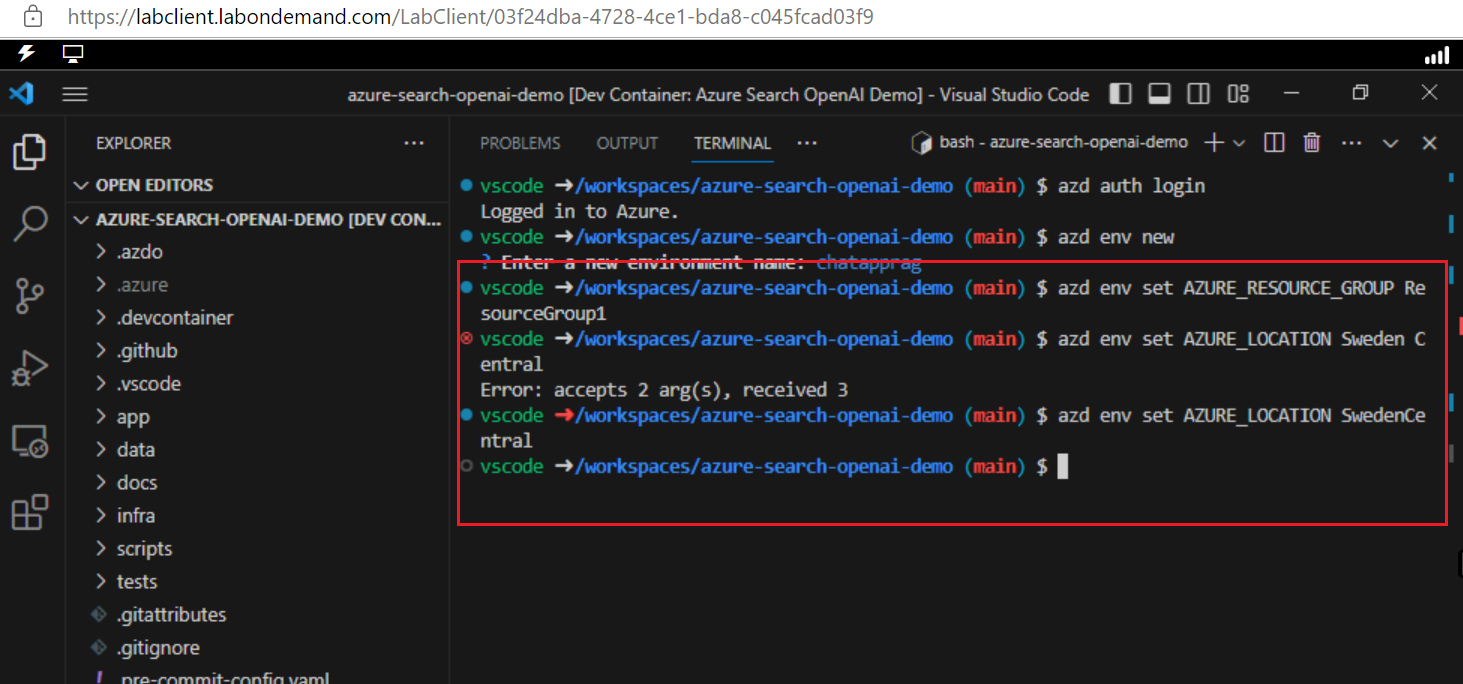 https://labclient.labondemand.com/LabClient/03f24dba-4728-4ce1-bda8-c045fcad03f9
azure-search-openai-demo [Dev Container: Azure Search OpenAI Demo] - Visual Studio Code
EXPLORER
OPEN EDITORS
AZURE-SEARCH-OPENAI-DEMO [DEV CON...
.azdo
.azure
.devcontainer
.github
.vscode
app
data
docs
infra
scripts
tests
.gitattributes
.gitignore
.pre-commit-config.yaml
PROBLEMS OUTPUT TERMINAL
bash - azure-search-openai-demo
vscode ➜/workspaces/azure-search-openai-demo (main) $ azd auth login
Logged in to Azure.
vscode ➜/workspaces/azure-search-openai-demo (main) $ azd env new
? Enter a new environment name: chatapprag
vscode ➜/workspaces/azure-search-openai-demo (main) $ azd env set AZURE_RESOURCE_GROUP Re
sourceGroup1
vscode ➜/workspaces/azure-search-openai-demo (main) $ azd env set AZURE_LOCATION Sweden C
entral
Error: accepts 2 arg(s), received 3
vscode ➜/workspaces/azure-search-openai-demo (main) $ azd env set AZURE_LOCATION SwedenCe
ntral
vscode ➜/workspaces/azure-search-openai-demo (main) $